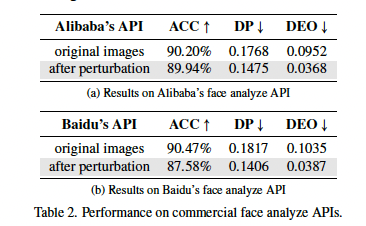 Alibaba's API ACC ↑ DP ↓ DEO ↓
original images 90.20% 0.1768 0.0952
after perturbation 89.94% 0.1475 0.0368
(a) Results on Alibaba's face analyze API
Baidu's API ACC ↑ DP ↓ DEO ↓
original images 90.47% 0.1817 0.1035
after perturbation 87.58% 0.1406 0.0387
(b) Results on Baidu's face analyze API
Table 2. Performance on commercial face analyze APIs.